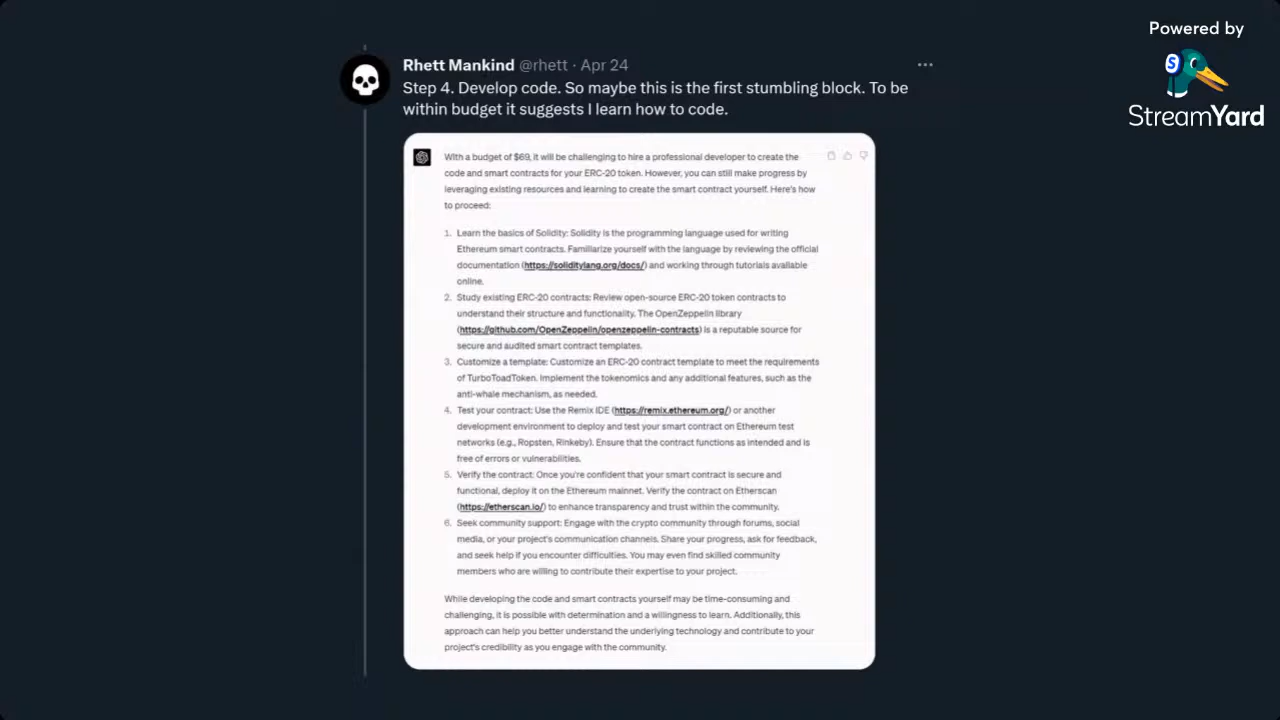 Powered by
StreamYard
Rhett Mankind @rhett · Apr 24
Step 4. Develop code. So maybe this is the first stumbling block. To be
within budget it suggests I learn how to code.
With a budget of $69, it will be challenging to hire a professional developer to create the
code and smart contracts for your ERC-20 token. However, you can still make progress by
leveraging existing resources and learning to create the smart contract yourself. Here's how
to proceed:
1. Learn the basics of Solidity: Solidity is the programming language used for writing
Ethereum smart contracts. Familiarize yourself with the language by reviewing the official
documentation (https://soliditylang.org/docs/) and working through tutorials available
online.
2. Study existing ERC-20 contracts: Review open-source ERC-20 token contracts to
understand their structure and functionality. The OpenZeppelin library
(https://github.com/OpenZeppelin/openzeppelin-contracts) is a reputable source for
secure and audited smart contract templates.
3. Customize a template: Customize an ERC-20 contract template to meet the requirements
of TurboToadToken. Implement the tokenomics and any additional features, such as the
anti-whale mechanism, as needed.
4. Test your contract: Use the Remix IDE (https://remix.ethereum.org/) or another
development environment to deploy and test your smart contract on Ethereum test
networks (e.g., Ropsten, Rinkeby). Ensure that the contract functions as intended and is
free of errors or vulnerabilities.
5. Verify the contract: Once you're confident that your smart contract is secure and
functional, deploy it on the Ethereum mainnet. Verify the contract on Etherscan
(https://etherscan.io/) to enhance transparency and trust within the community.
6. Seek community support: Engage with the crypto community through forums, social
media, or your project's communication channels. Share your progress, ask for feedback,
and seek help if you encounter difficulties. You may even find skilled community
members who are willing to contribute their expertise to your project.
While developing the code and smart contracts yourself may be time-consuming and
challenging, it is possible with determination and a willingness to learn. Additionally, this
approach can help you better understand the underlying technology and contribute to your
project's credibility as you engage with the community.